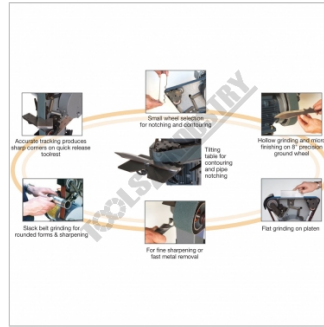 Small wheel selection
for notching and contouring
Accurate tracking produces
sharp corners on quick release
toolrest
Hollow grinding and micro
finishing on 8" precision
ground wheel
Tilting
table for
contouring
and pipe
notching
Slack belt grinding for
rounded forms & sharpening
For fine sharpening or
fast metal removal
Flat grinding on platen